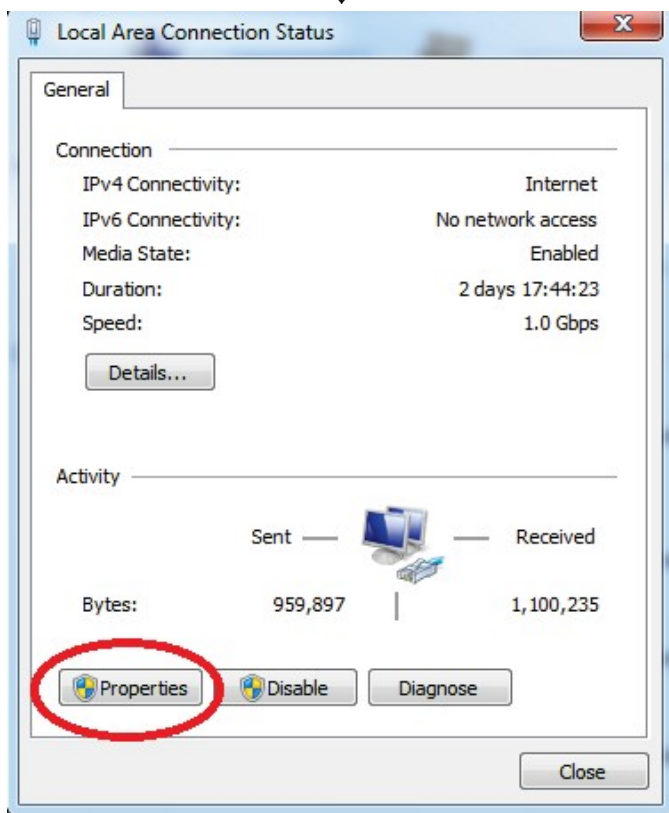 Local Area Connection Status
X
General
Connection
IPv4 Connectivity: Internet
IPv6 Connectivity: No network access
Media State: Enabled
Duration: 2 days 17:44:23
Speed: 1.0 Gbps
Details...
Activity
Sent Received
Bytes: 959,897 1,100,235
Properties Disable Diagnose
Close